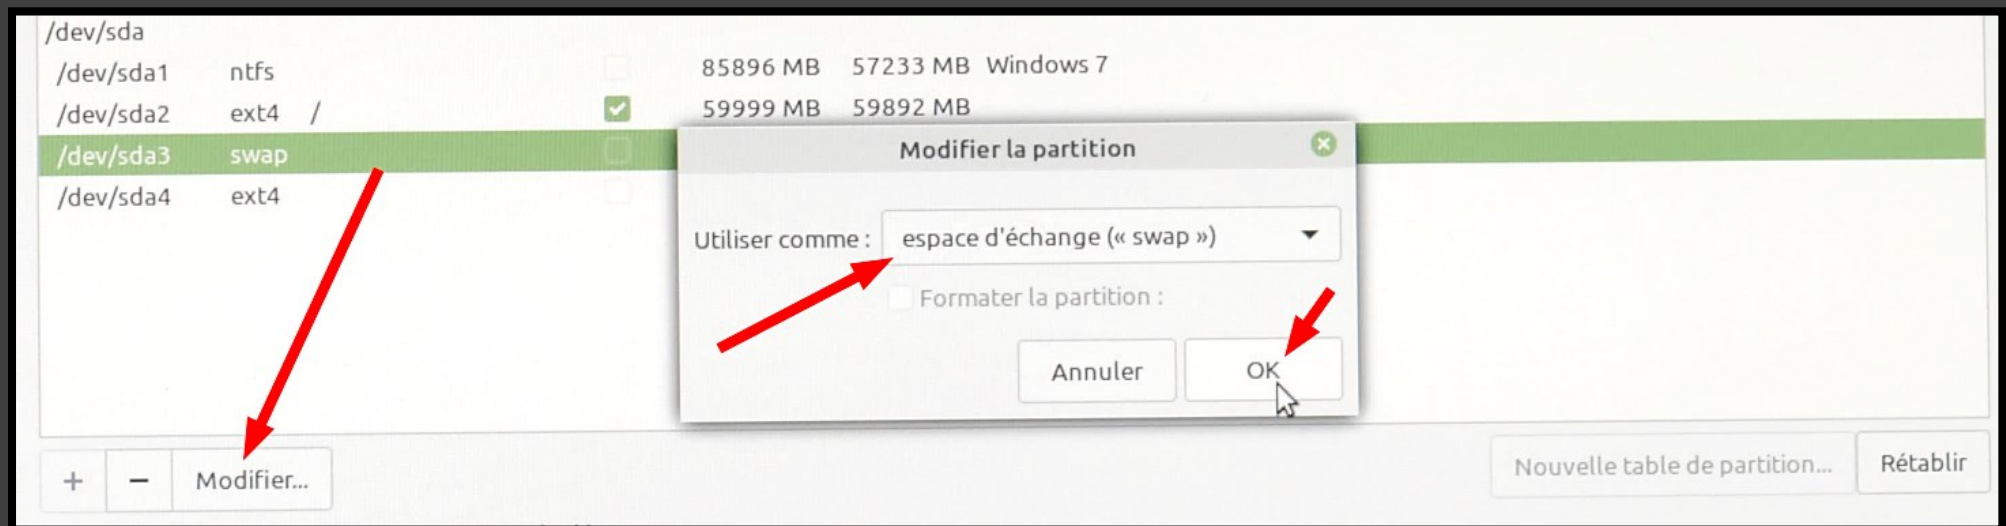 /dev/sda
/dev/sda1 ntfs 85896 MB 57233 MB Windows 7
/dev/sda2 ext4 / 59999 MB 59892 MB
/dev/sda3 swap
/dev/sda4 ext4
Modifier la partition
Utiliser comme : espace d'échange (« swap »)
Formater la partition :
Annuler OK
+ − Modifier... Nouvelle table de partition... Rétablir